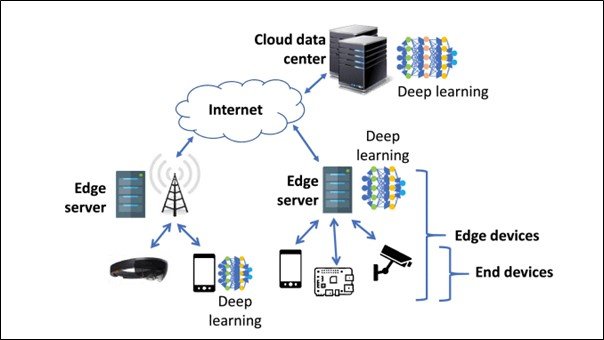 Cloud data
center
Deep learning
Internet
Deep
learning
Edge
server
Edge
server
Edge devices
End devices
Deep
learning